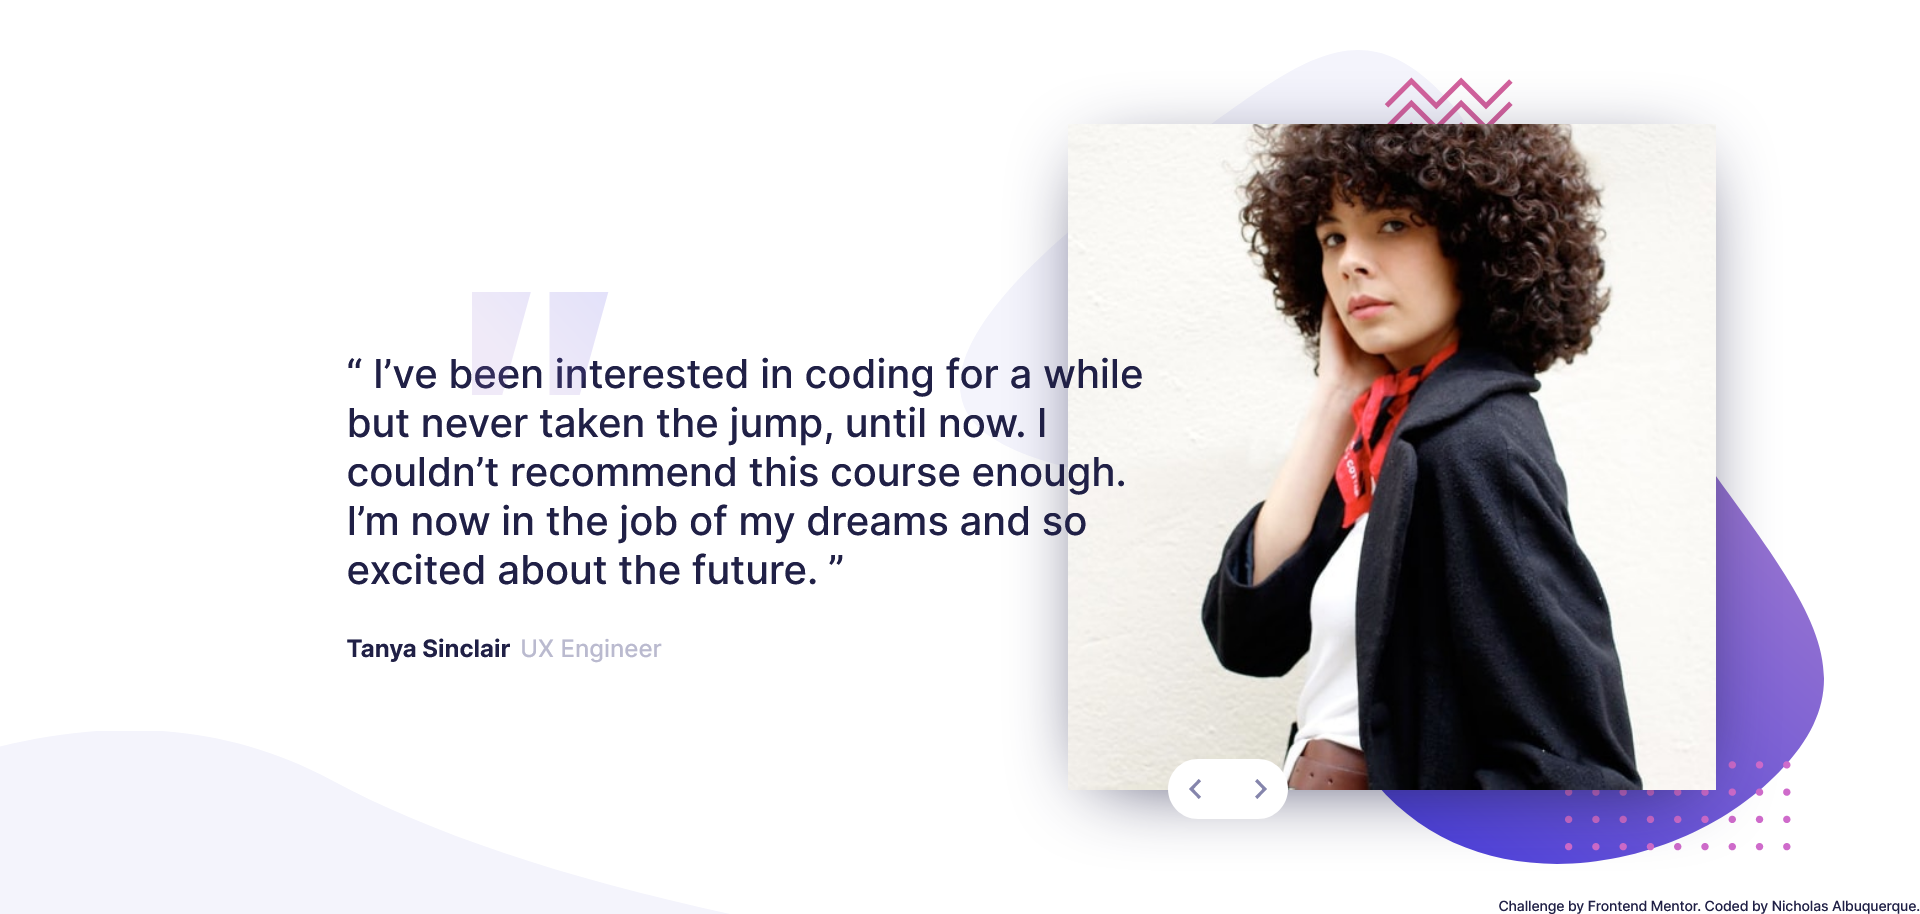 “ I’ve been interested in coding for a while
but never taken the jump, until now. I
couldn’t recommend this course enough.
I’m now in the job of my dreams and so
excited about the future. ”
Tanya Sinclair UX Engineer
Challenge by Frontend Mentor. Coded by Nicholas Albuquerque.